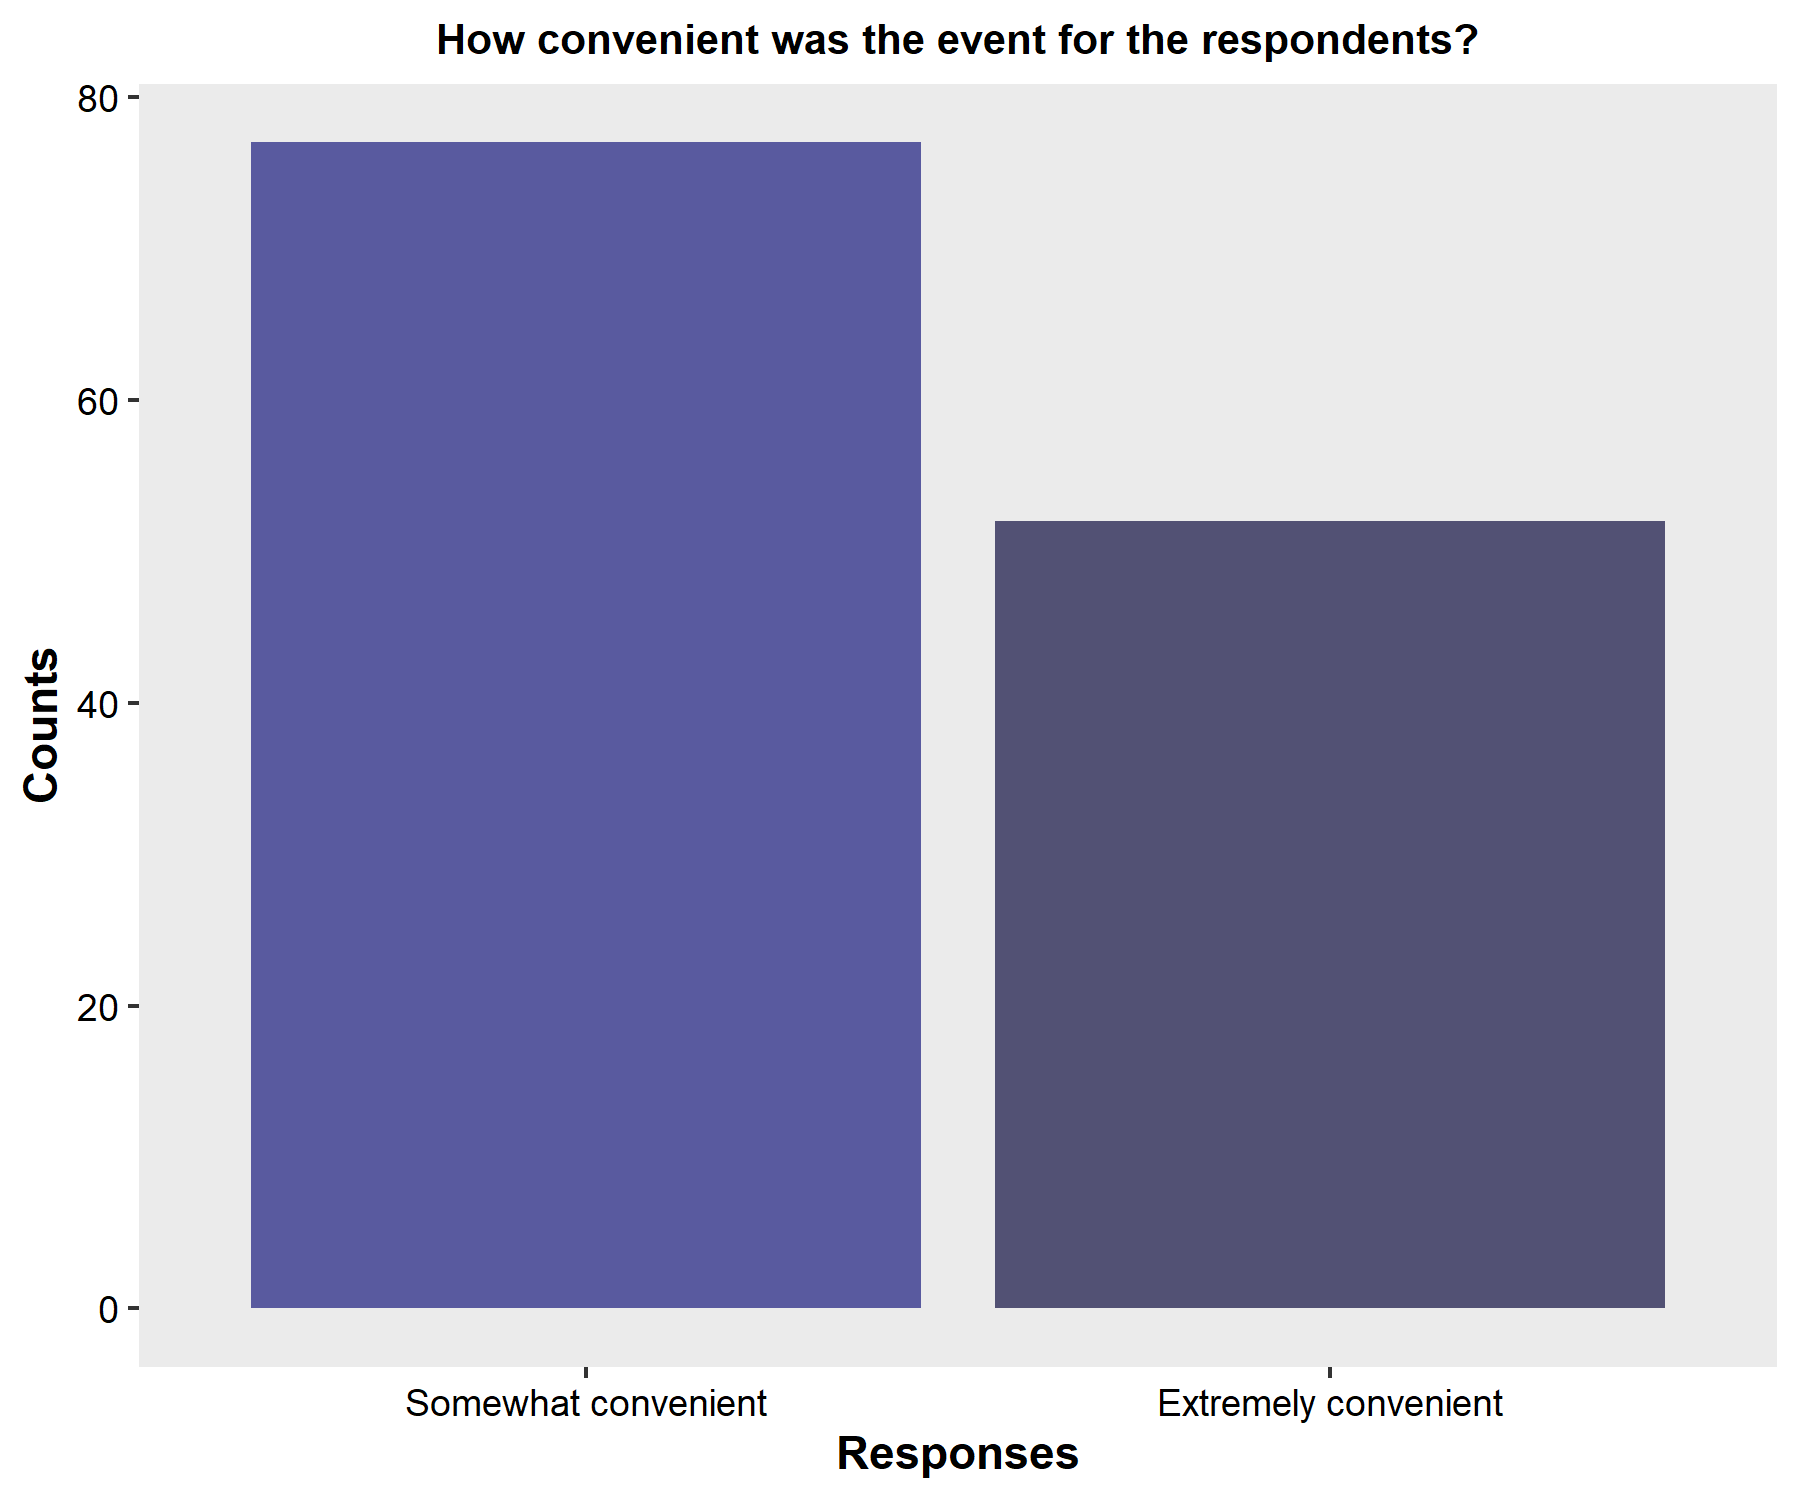 How convenient was the event for the respondents?
80
60
40
20
0
Counts
Somewhat convenient
Extremely convenient
Responses